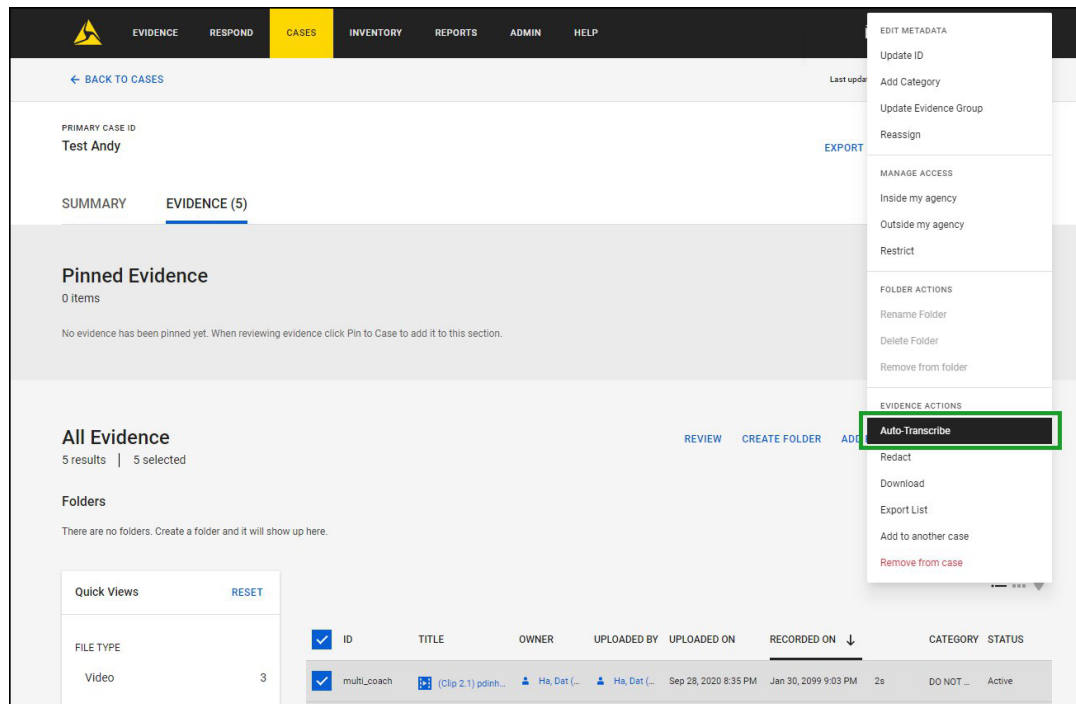 EVIDENCE RESPOND CASES INVENTORY REPORTS ADMIN HELP
← BACK TO CASES
Last upda
PRIMARY CASE ID
Test Andy
EXPORT
SUMMARY EVIDENCE (5)
Pinned Evidence
0 items
No evidence has been pinned yet. When reviewing evidence click Pin to Case to add it to this section.
All Evidence
5 results | 5 selected
REVIEW CREATE FOLDER ADD
Folders
There are no folders. Create a folder and it will show up here.
Quick Views RESET
FILE TYPE
Video 3
ID TITLE OWNER UPLOADED BY UPLOADED ON RECORDED ON ↓ CATEGORY STATUS
multi_coach (Clip 2.1) pdinh... Ha, Dat (... Ha, Dat (... Sep 28, 2020 8:35 PM Jan 30, 2099 9:03 PM 2s DO NOT ... Active
EDIT METADATA
Update ID
Add Category
Update Evidence Group
Reassign
MANAGE ACCESS
Inside my agency
Outside my agency
Restrict
FOLDER ACTIONS
Rename Folder
Delete Folder
Remove from folder
EVIDENCE ACTIONS
Auto-Transcribe
Redact
Download
Export List
Add to another case
Remove from case